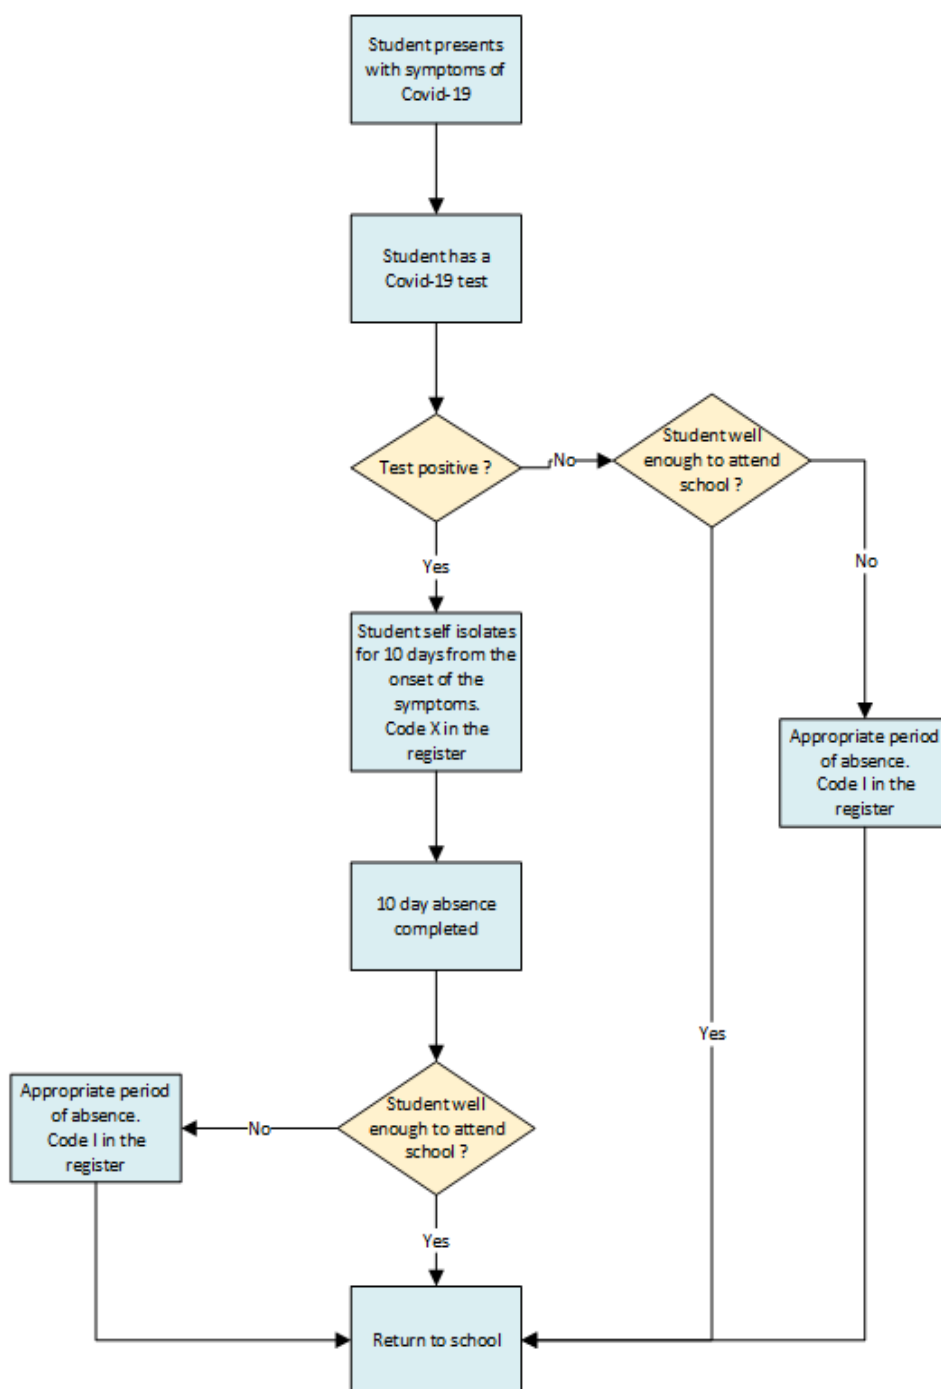 Student presents
with symptoms of
Covid-19
Student has a
Covid-19 test
Test positive ?
No
Student well
enough to attend
school ?
Yes
No
Student self isolates
for 10 days from the
onset of the
symptoms.
Code X in the
register
Appropriate period
of absence.
Code I in the
register
10 day absence
completed
Yes
Appropriate period
of absence.
Code I in the
register
No
Student well
enough to attend
school ?
Yes
Return to school